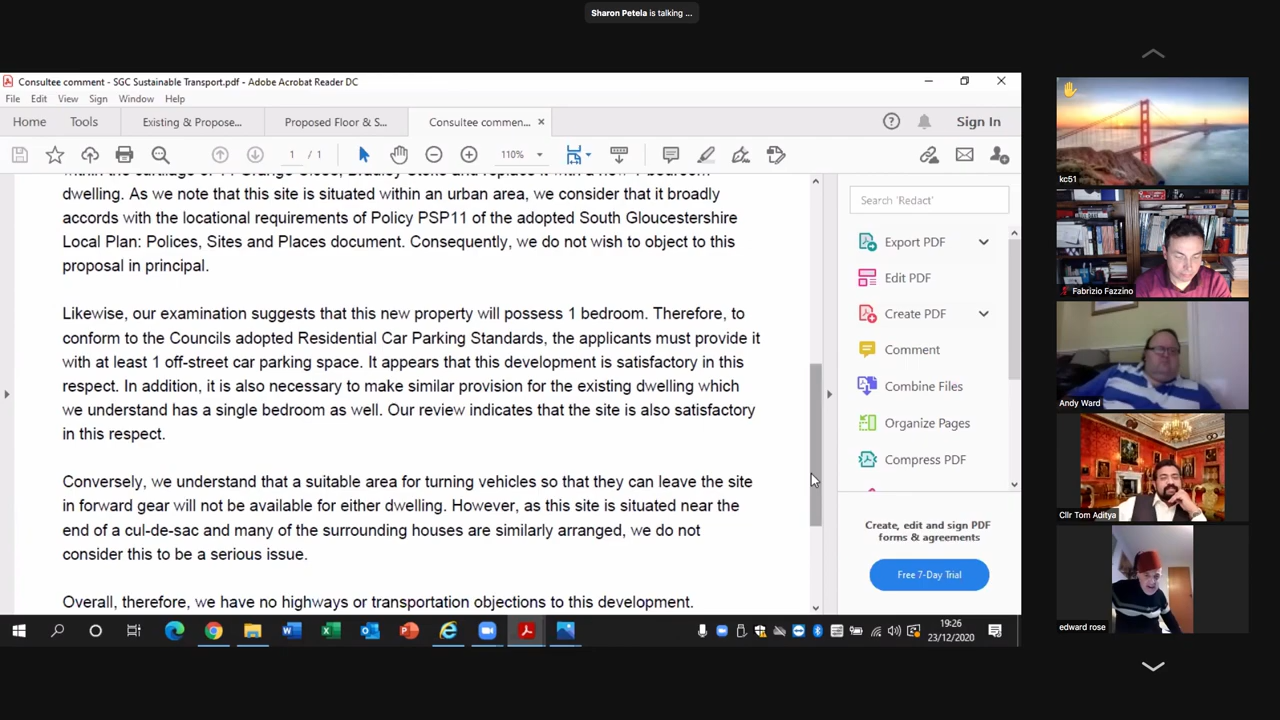 Sharon Petela is talking ...
Consultee comment - SGC Sustainable Transport.pdf - Adobe Acrobat Reader DC
File Edit View Sign Window Help
Home Tools Existing & Propose... Proposed Floor & S... Consultee commen... ×
Sign In
1 / 1 110%
dwelling. As we note that this site is situated within an urban area, we consider that it broadly
accords with the locational requirements of Policy PSP11 of the adopted South Gloucestershire
Local Plan: Polices, Sites and Places document. Consequently, we do not wish to object to this
proposal in principal.
Likewise, our examination suggests that this new property will possess 1 bedroom. Therefore, to
conform to the Councils adopted Residential Car Parking Standards, the applicants must provide it
with at least 1 off-street car parking space. It appears that this development is satisfactory in this
respect. In addition, it is also necessary to make similar provision for the existing dwelling which
we understand has a single bedroom as well. Our review indicates that the site is also satisfactory
in this respect.
Conversely, we understand that a suitable area for turning vehicles so that they can leave the site
in forward gear will not be available for either dwelling. However, as this site is situated near the
end of a cul-de-sac and many of the surrounding houses are similarly arranged, we do not
consider this to be a serious issue.
Overall, therefore, we have no highways or transportation objections to this development.
Search 'Redact'
Export PDF
Edit PDF
Create PDF
Comment
Combine Files
Organize Pages
Compress PDF
Create, edit and sign PDF
forms & agreements
Free 7-Day Trial
19:26
23/12/2020
kc51
Fabrizio Fazzino
Andy Ward
Cllr Tom Aditya
edward rose